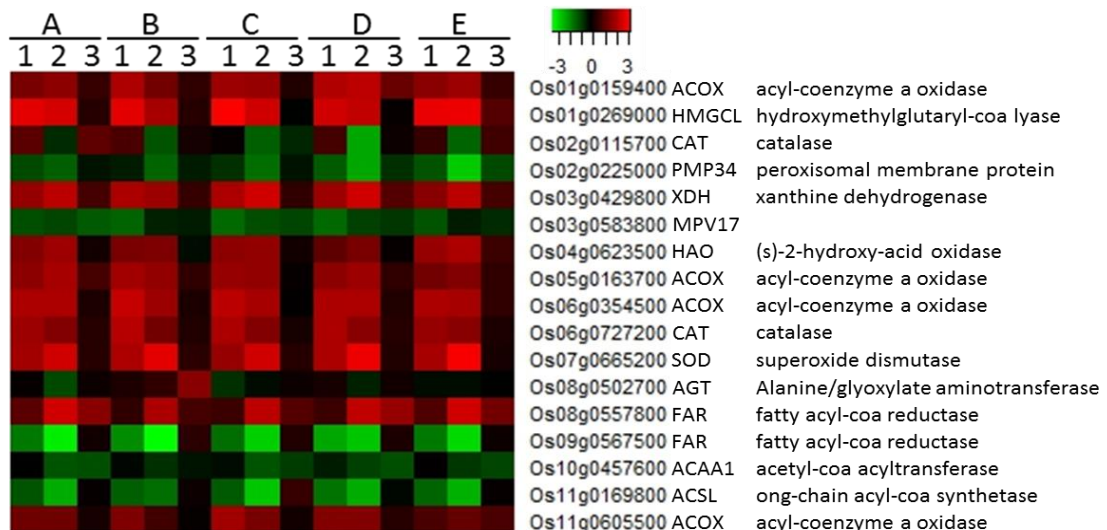 A B C D E
1 2 3 1 2 3 1 2 3 1 2 3 1 2 3
-3 0 3
Os01g0159400 ACOX acyl-coenzyme a oxidase
Os01g0269000 HMGCL hydroxymethylglutaryl-coa lyase
Os02g0115700 CAT catalase
Os02g0225000 PMP34 peroxisomal membrane protein
Os03g0429800 XDH xanthine dehydrogenase
Os03g0583800 MPV17
Os04g0623500 HAO (s)-2-hydroxy-acid oxidase
Os05g0163700 ACOX acyl-coenzyme a oxidase
Os06g0354500 ACOX acyl-coenzyme a oxidase
Os06g0727200 CAT catalase
Os07g0665200 SOD superoxide dismutase
Os08g0502700 AGT Alanine/glyoxylate aminotransferase
Os08g0557800 FAR fatty acyl-coa reductase
Os09g0567500 FAR fatty acyl-coa reductase
Os10g0457600 ACAA1 acetyl-coa acyltransferase
Os11g0169800 ACSL ong-chain acyl-coa synthetase
Os11g0605500 ACOX acyl-coenzyme a oxidase